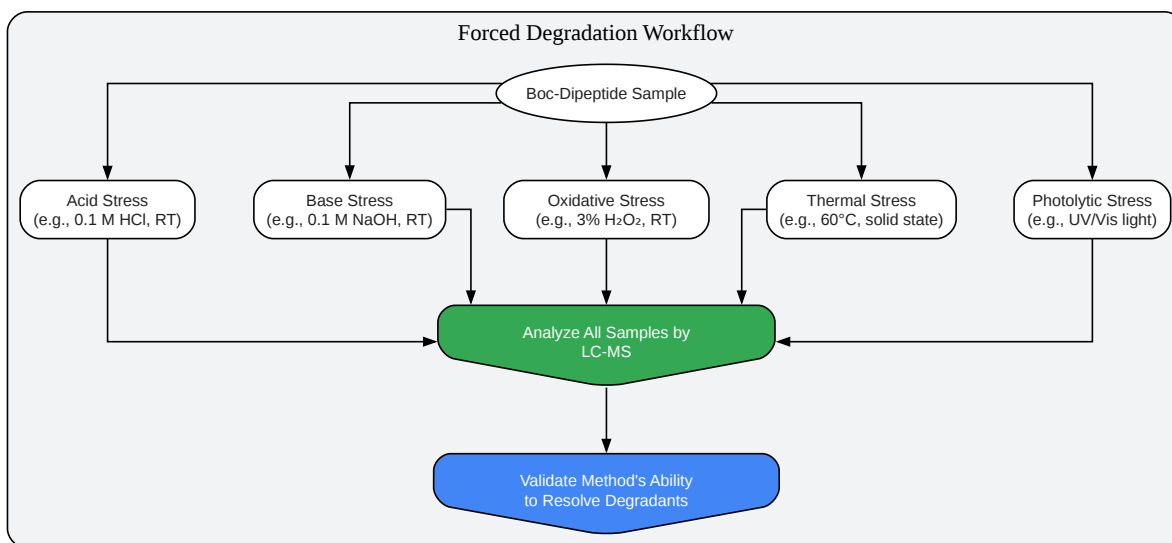 Forced Degradation Workflow
Boc-Dipeptide Sample
Acid Stress
(e.g., 0.1 M HCl, RT)
Base Stress
(e.g., 0.1 M NaOH, RT)
Oxidative Stress
(e.g., 3% H₂O₂, RT)
Thermal Stress
(e.g., 60°C, solid state)
Photolytic Stress
(e.g., UV/Vis light)
Analyze All Samples by
LC-MS
Validate Method's Ability
to Resolve Degradants